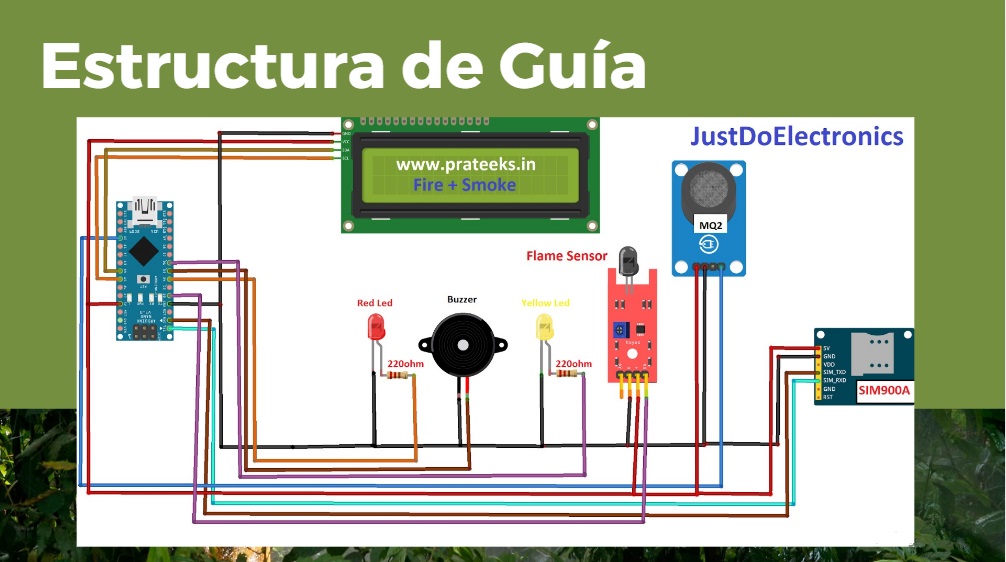 Estructura de Guía
JustDoElectronics
www.prateeks.in
Fire + Smoke
MQ2
Flame Sensor
Red Led
Buzzer
Yellow Led
220ohm
220ohm
5V
GND
VDD
SIM_TXD
SIM_RXD
GND
RST
SIM900A